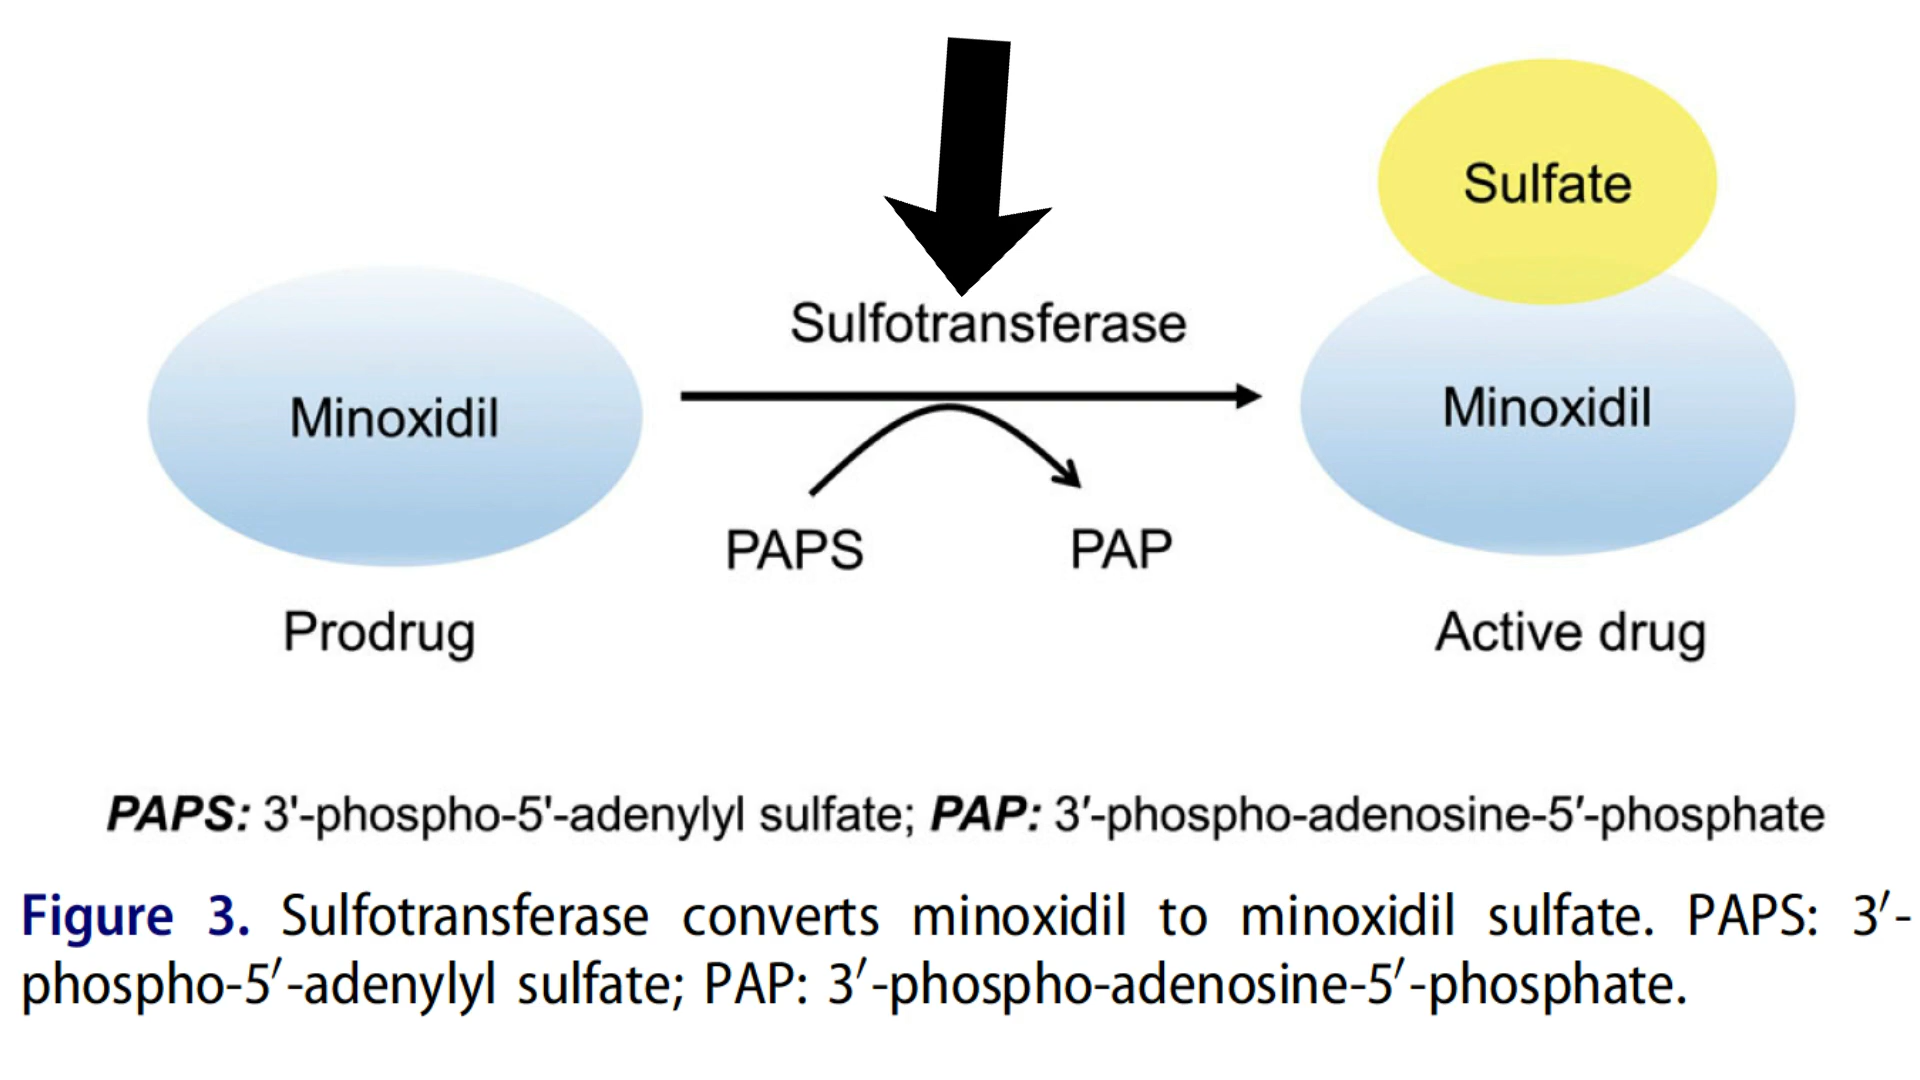 Sulfate
Sulfotransferase
Minoxidil
Minoxidil
PAPS
PAP
Prodrug
Active drug
PAPS: 3'-phospho-5'-adenylyl sulfate; PAP: 3′-phospho-adenosine-5′-phosphate
Figure 3. Sulfotransferase converts minoxidil to minoxidil sulfate. PAPS: 3′-
phospho-5′-adenylyl sulfate; PAP: 3′-phospho-adenosine-5′-phosphate.